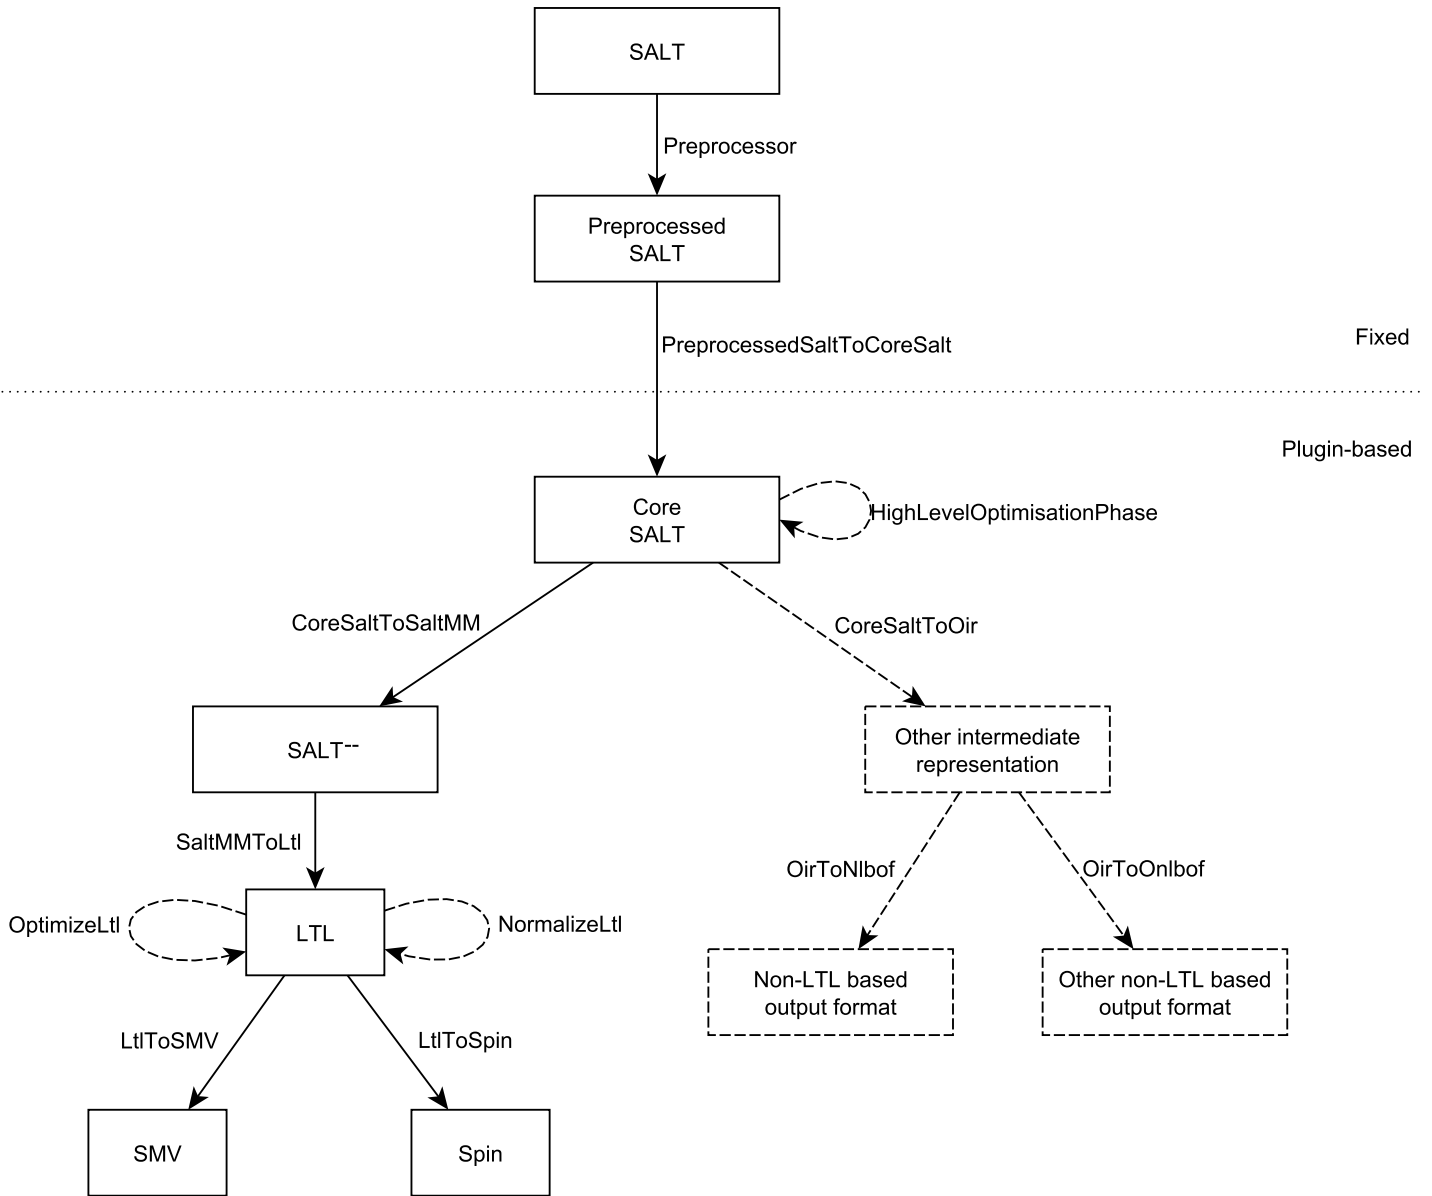 SALT
Preprocessor
Preprocessed
SALT
PreprocessedSaltToCoreSalt
Fixed
Plugin-based
Core
SALT
HighLevelOptimisationPhase
CoreSaltToSaltMM
CoreSaltToOir
SALT--
Other intermediate
representation
SaltMMToLtl
OirToNlbof
OirToOnlbof
OptimizeLtl
LTL
NormalizeLtl
Non-LTL based
output format
Other non-LTL based
output format
LtlToSMV
LtlToSpin
SMV
Spin